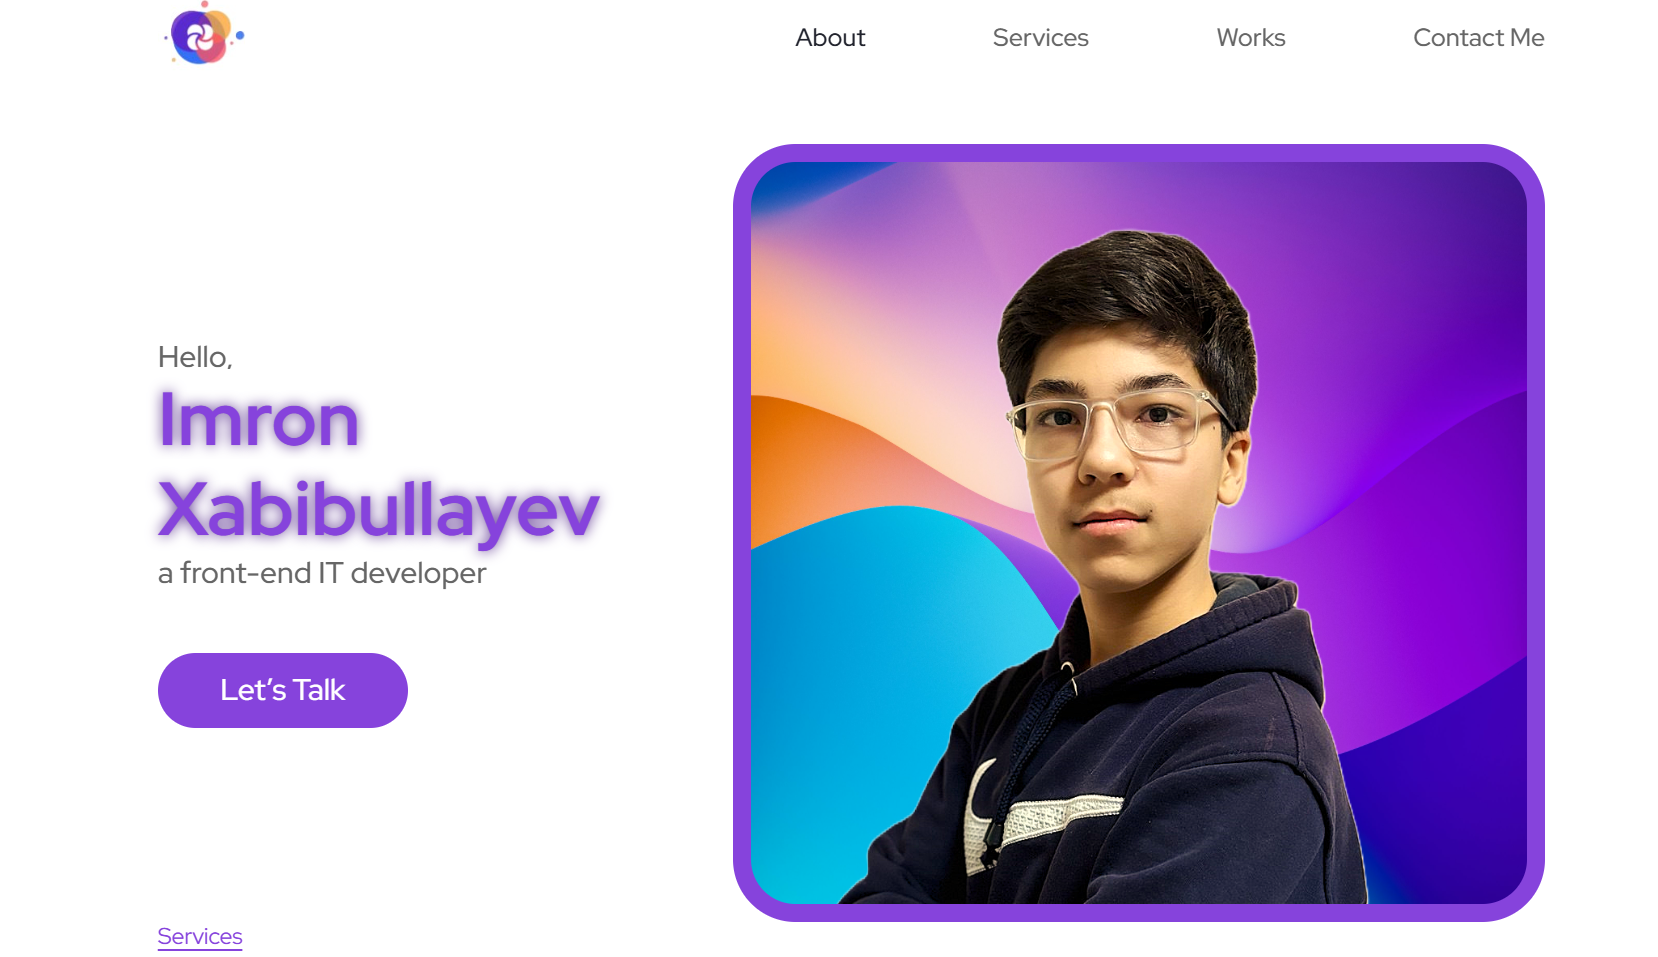 About
Services
Works
Contact Me
Hello,
Imron
Xabibullayev
a front-end IT developer
Let’s Talk
Services